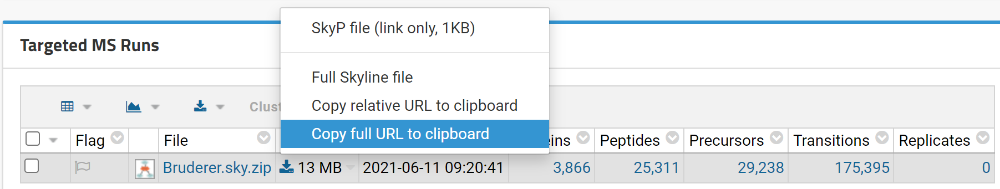 SkyP file (link only, 1KB)
Targeted MS Runs
Full Skyline file
Copy relative URL to clipboard
Copy full URL to clipboard
Flag File Peptides Precursors Transitions Replicates
Bruderer.sky.zip 13 MB 2021-06-11 09:20:41 3,866 25,311 29,238 175,395 0